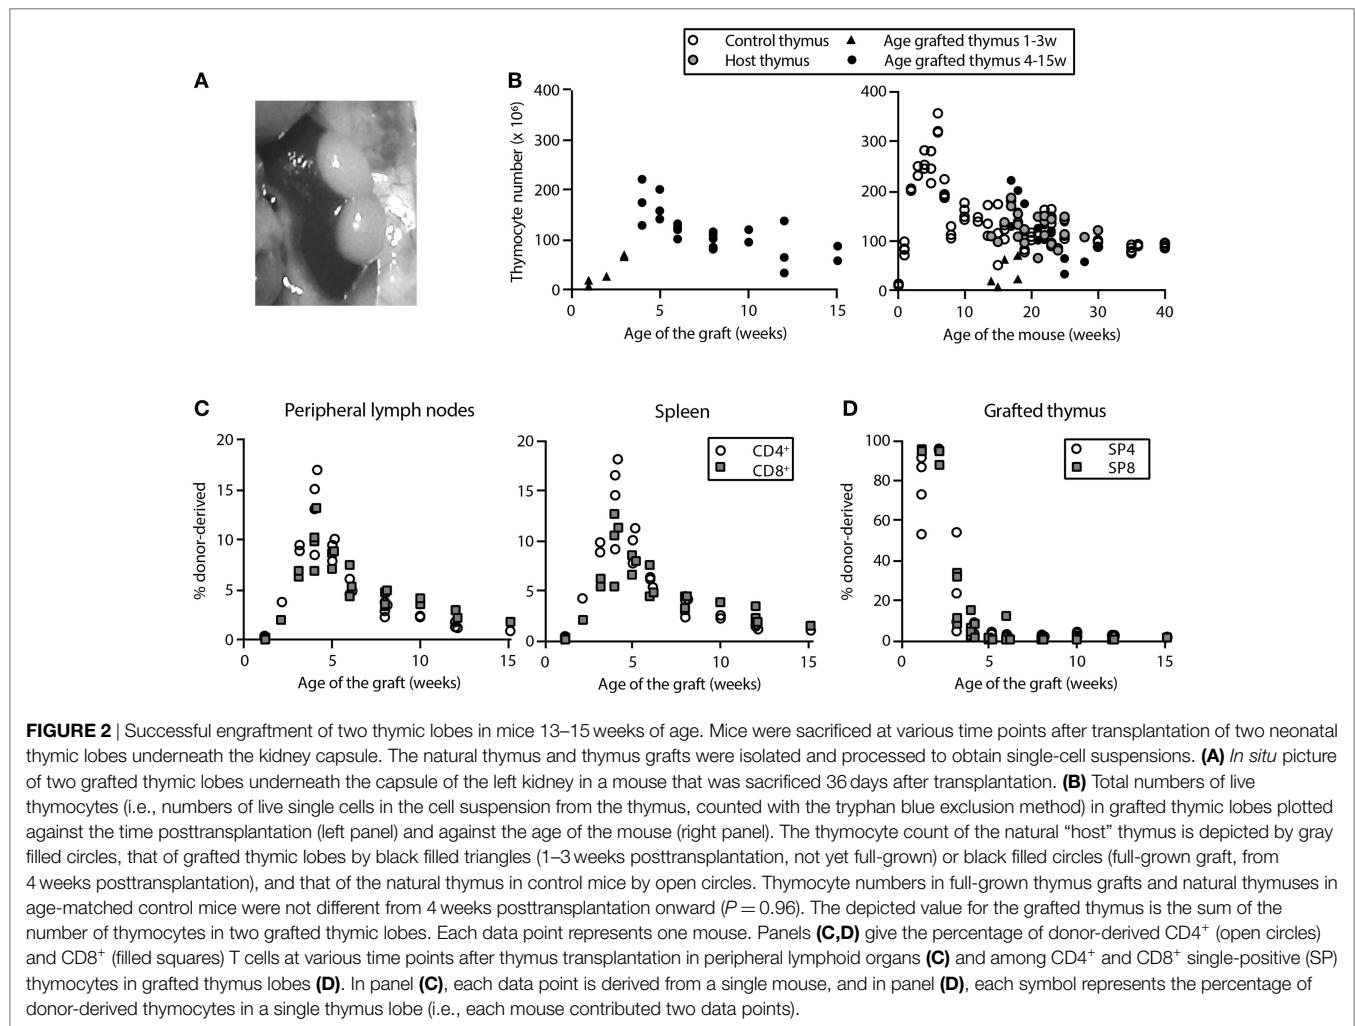 Control thymus
Age grafted thymus 1-3w
Host thymus
Age grafted thymus 4-15w
A
B
400
300
200
100
0
Thymocyte number (x 10⁶)
0 5 10 15
Age of the graft (weeks)
400
300
200
100
0
0 10 20 30 40
Age of the mouse (weeks)
C
Peripheral lymph nodes
20
15
10
5
0
% donor-derived
0 5 10 15
Age of the graft (weeks)
Spleen
CD4⁺
CD8⁺
20
15
10
5
0
0 5 10 15
Age of the graft (weeks)
D
Grafted thymus
SP4
SP8
100
80
60
40
20
0
% donor-derived
0 5 10 15
Age of the graft (weeks)
FIGURE 2 | Successful engraftment of two thymic lobes in mice 13–15 weeks of age. Mice were sacrificed at various time points after transplantation of two neonatal
thymic lobes underneath the kidney capsule. The natural thymus and thymus grafts were isolated and processed to obtain single-cell suspensions. (A) In situ picture
of two grafted thymic lobes underneath the capsule of the left kidney in a mouse that was sacrificed 36 days after transplantation. (B) Total numbers of live
thymocytes (i.e., numbers of live single cells in the cell suspension from the thymus, counted with the tryphan blue exclusion method) in grafted thymic lobes plotted
against the time posttransplantation (left panel) and against the age of the mouse (right panel). The thymocyte count of the natural “host” thymus is depicted by gray
filled circles, that of grafted thymic lobes by black filled triangles (1–3 weeks posttransplantation, not yet full-grown) or black filled circles (full-grown graft, from
4 weeks posttransplantation), and that of the natural thymus in control mice by open circles. Thymocyte numbers in full-grown thymus grafts and natural thymuses in
age-matched control mice were not different from 4 weeks posttransplantation onward (P = 0.96). The depicted value for the grafted thymus is the sum of the
number of thymocytes in two grafted thymic lobes. Each data point represents one mouse. Panels (C,D) give the percentage of donor-derived CD4⁺ (open circles)
and CD8⁺ (filled squares) T cells at various time points after thymus transplantation in peripheral lymphoid organs (C) and among CD4⁺ and CD8⁺ single-positive (SP)
thymocytes in grafted thymus lobes (D). In panel (C), each data point is derived from a single mouse, and in panel (D), each symbol represents the percentage of
donor-derived thymocytes in a single thymus lobe (i.e., each mouse contributed two data points).